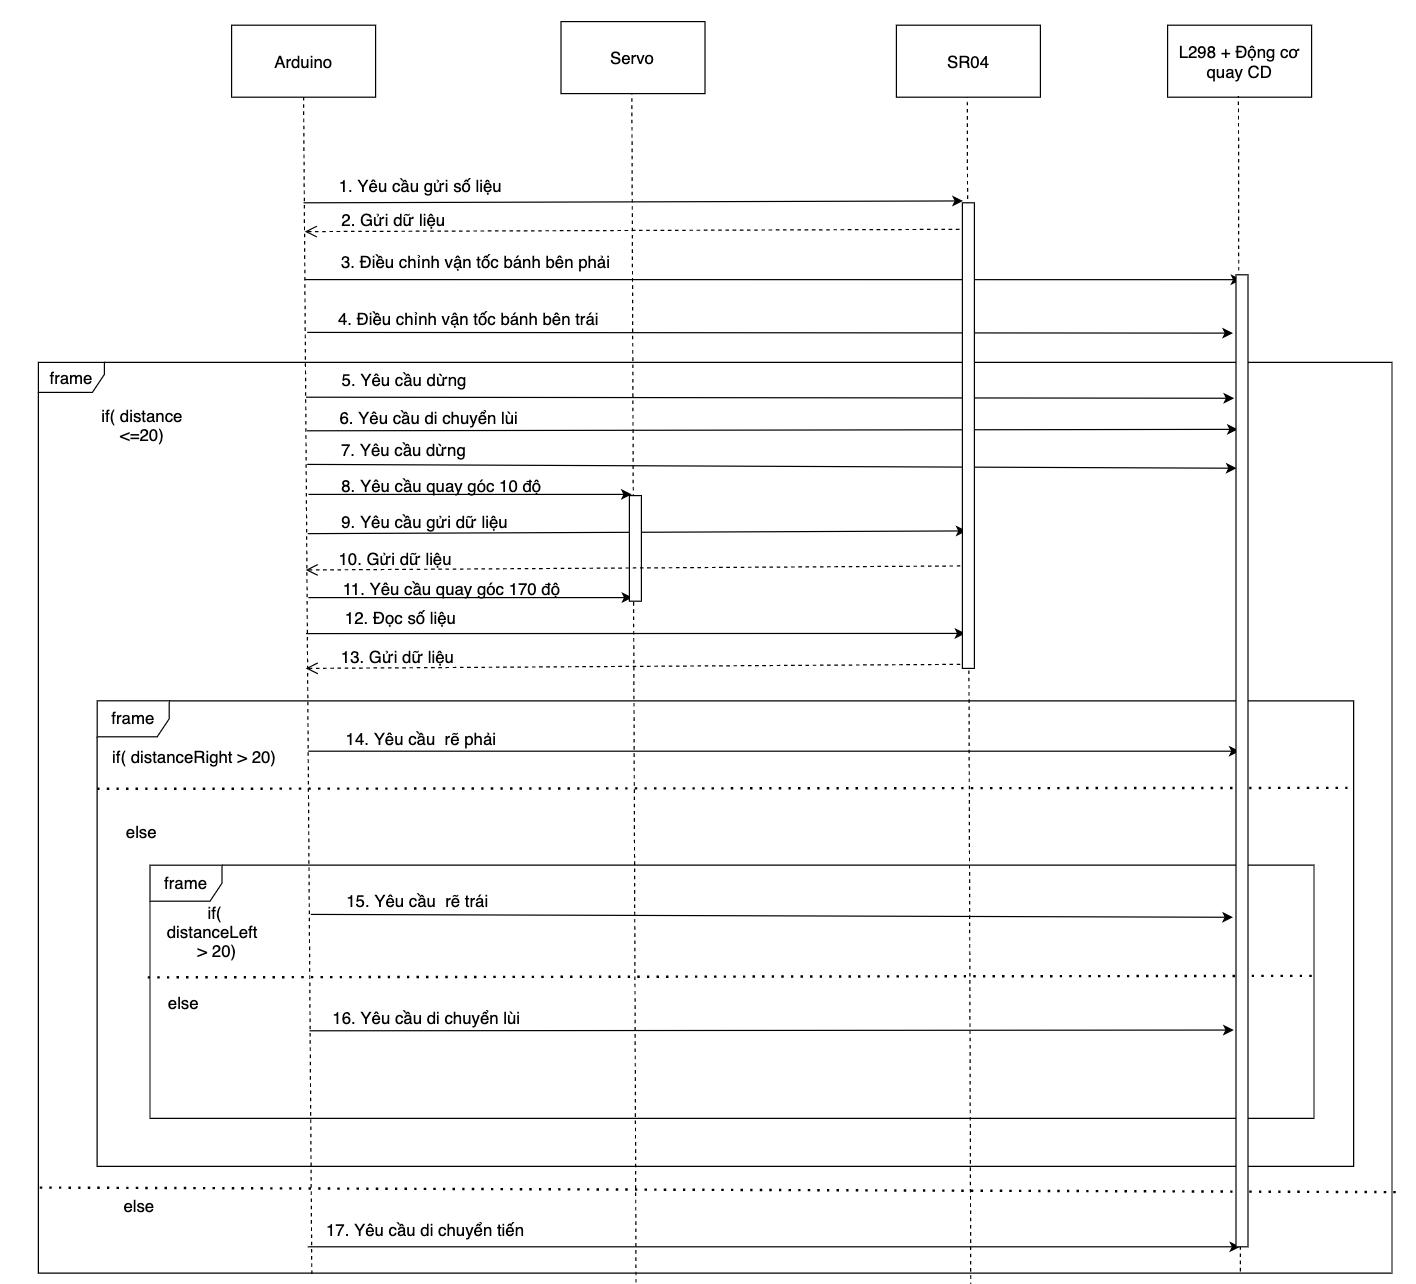 Arduino
Servo
SR04
L298 + Động cơ
quay CD
1. Yêu cầu gửi số liệu
2. Gửi dữ liệu
3. Điều chỉnh vận tốc bánh bên phải
4. Điều chỉnh vận tốc bánh bên trái
frame
5. Yêu cầu dừng
if( distance
<=20)
6. Yêu cầu di chuyển lùi
7. Yêu cầu dừng
8. Yêu cầu quay góc 10 độ
9. Yêu cầu gửi dữ liệu
10. Gửi dữ liệu
11. Yêu cầu quay góc 170 độ
12. Đọc số liệu
13. Gửi dữ liệu
frame
14. Yêu cầu  rẽ phải
if( distanceRight > 20)
else
frame
15. Yêu cầu  rẽ trái
if(
distanceLeft
> 20)
else
16. Yêu cầu di chuyển lùi
else
17. Yêu cầu di chuyển tiến